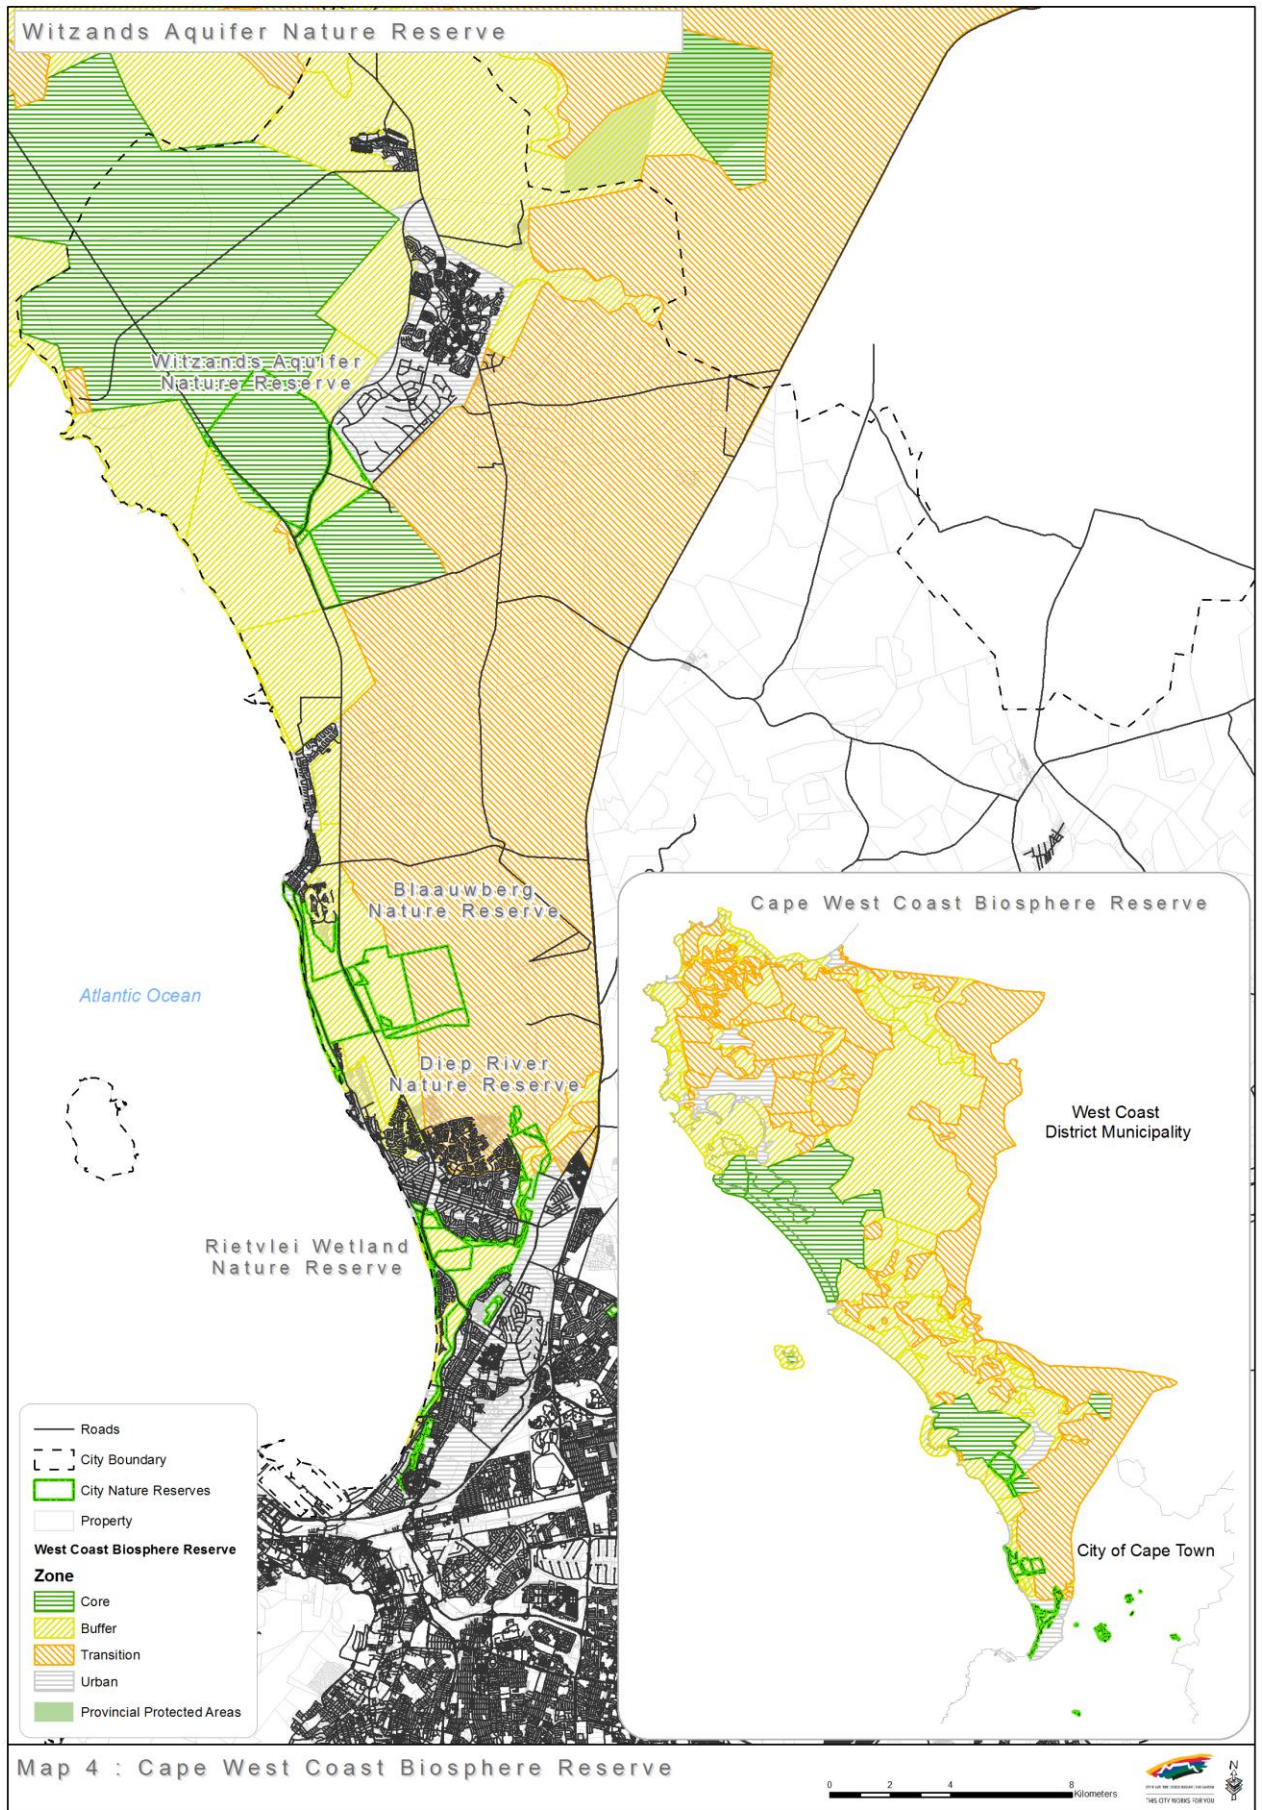 Witzands Aquifer Nature Reserve
Witzands Aquifer
Nature Reserve
Blaauwberg
Nature Reserve
Cape West Coast Biosphere Reserve
Atlantic Ocean
Diep River
Nature Reserve
West Coast
District Municipality
Rietvlei Wetland
Nature Reserve
Roads
City Boundary
City Nature Reserves
Property
West Coast Biosphere Reserve
Zone
Core
Buffer
Transition
Urban
Provincial Protected Areas
City of Cape Town
Map 4 : Cape West Coast Biosphere Reserve
0 2 4 8
Kilometers
THIS CITY WORKS FOR YOU
N